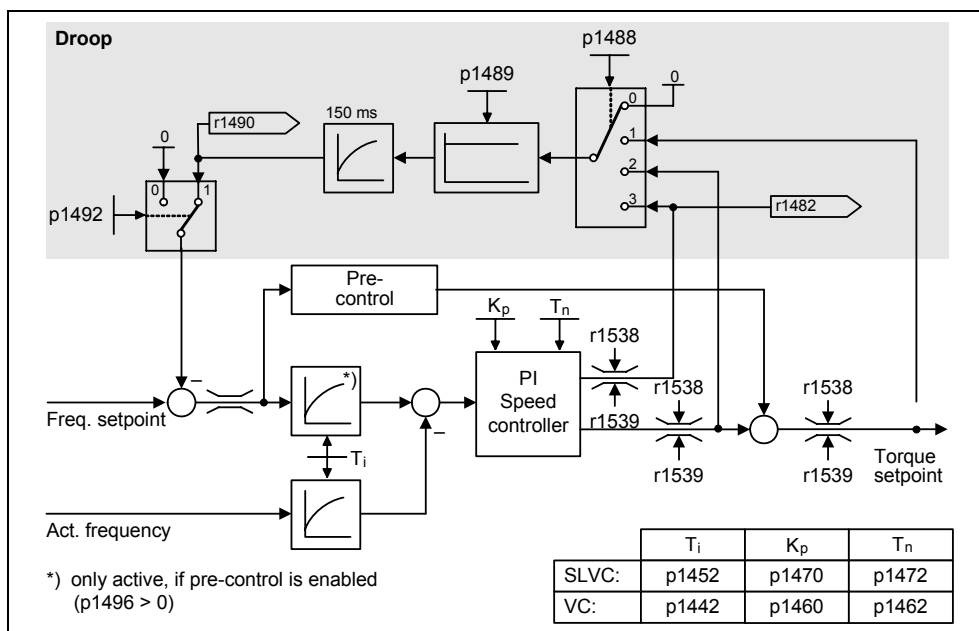 Droop
p1488
p1489
0
150 ms
r1490
0
1
0
2
0 1
3
r1482
p1492
Pre-
control
Kp Tn
r1538
*)
PI
Speed
controller
r1538
r1538
Freq. setpoint
r1539
Ti
r1539
r1539
Torque
setpoint
Act. frequency
Ti Kp Tn
*) only active, if pre-control is enabled
(p1496 > 0)
SLVC: p1452 p1470 p1472
VC: p1442 p1460 p1462